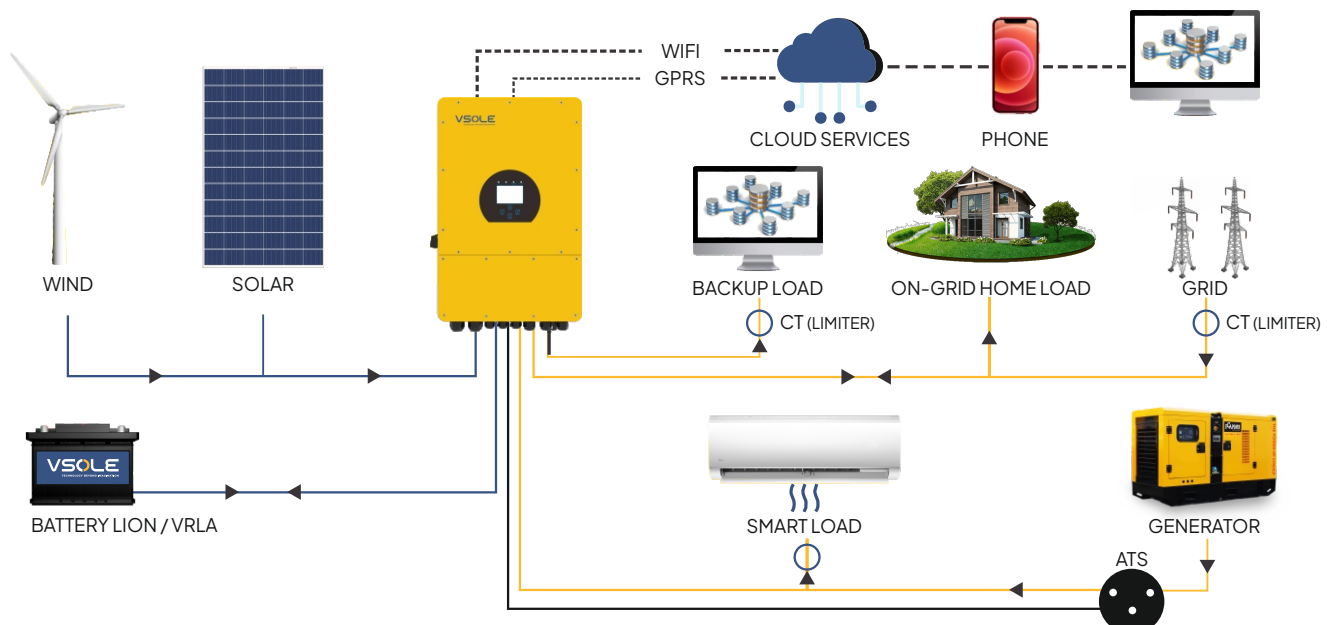 WIFI
GPRS
VSOLE
CLOUD SERVICES
PHONE
WIND
SOLAR
BACKUP LOAD
ON-GRID HOME LOAD
GRID
CT (LIMITER)
CT (LIMITER)
VSOLE
BATTERY LION / VRLA
SMART LOAD
GENERATOR
ATS